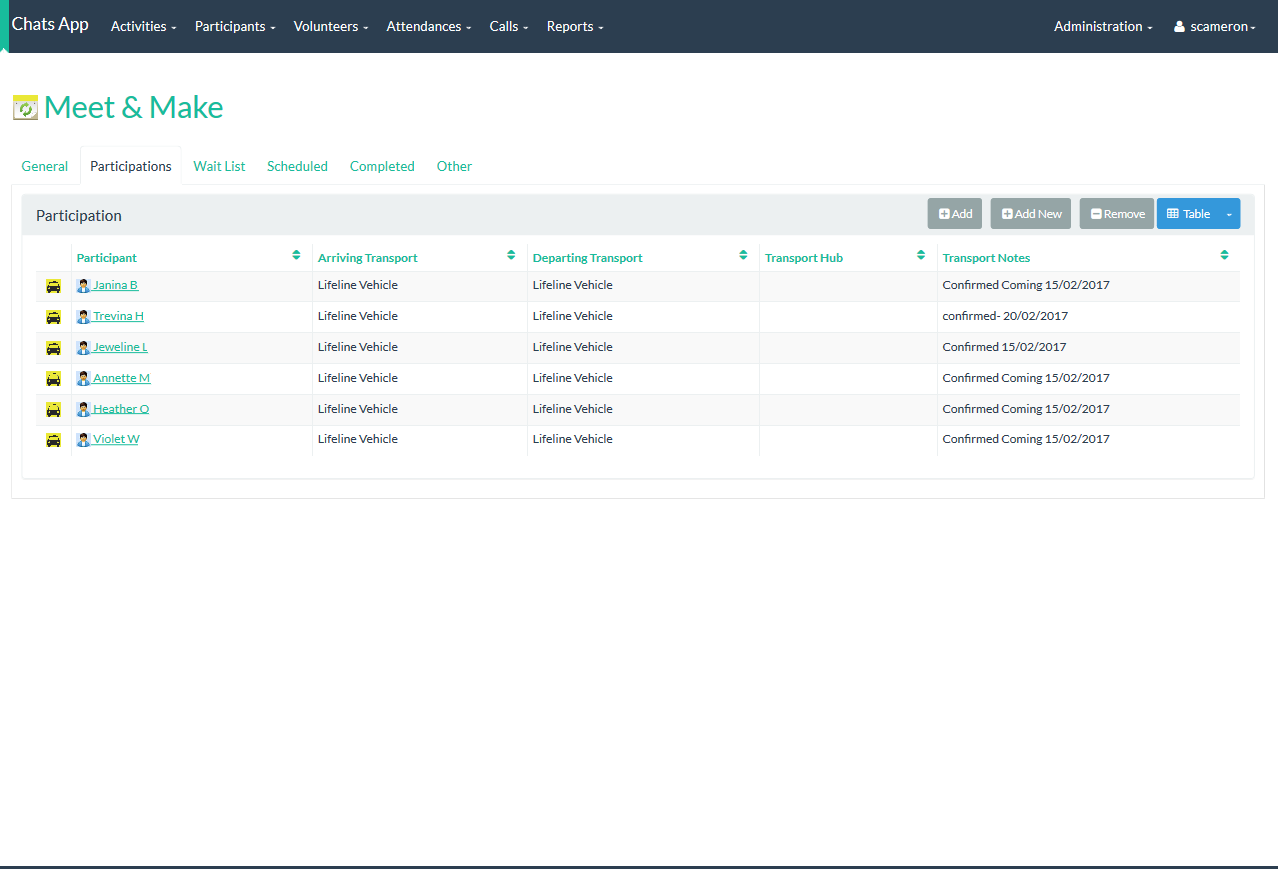 Chats App Activities Participants Volunteers Attendances Calls Reports Administration scameron
Meet & Make
General Participations Wait List Scheduled Completed Other
Participation Add Add New Remove Table
Participant Arriving Transport Departing Transport Transport Hub Transport Notes
Janina B Lifeline Vehicle Lifeline Vehicle Confirmed Coming 15/02/2017
Trevina H Lifeline Vehicle Lifeline Vehicle confirmed- 20/02/2017
Jeweline L Lifeline Vehicle Lifeline Vehicle Confirmed 15/02/2017
Annette M Lifeline Vehicle Lifeline Vehicle Confirmed Coming 15/02/2017
Heather O Lifeline Vehicle Lifeline Vehicle Confirmed Coming 15/02/2017
Violet W Lifeline Vehicle Lifeline Vehicle Confirmed Coming 15/02/2017